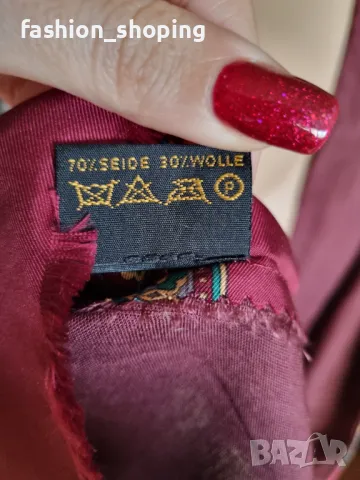 fashion_shoping
70% SEIDE 30% WOLLE
P
BAZAR